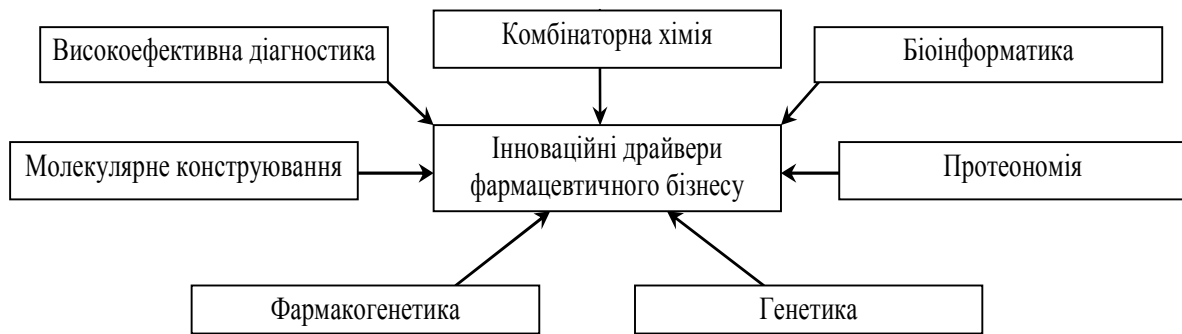 Високоефективна діагностика
Комбінаторна хімія
Біоінформатика
Молекулярне конструювання
Інноваційні драйвери
фармацевтичного бізнесу
Протеономія
Фармакогенетика
Генетика